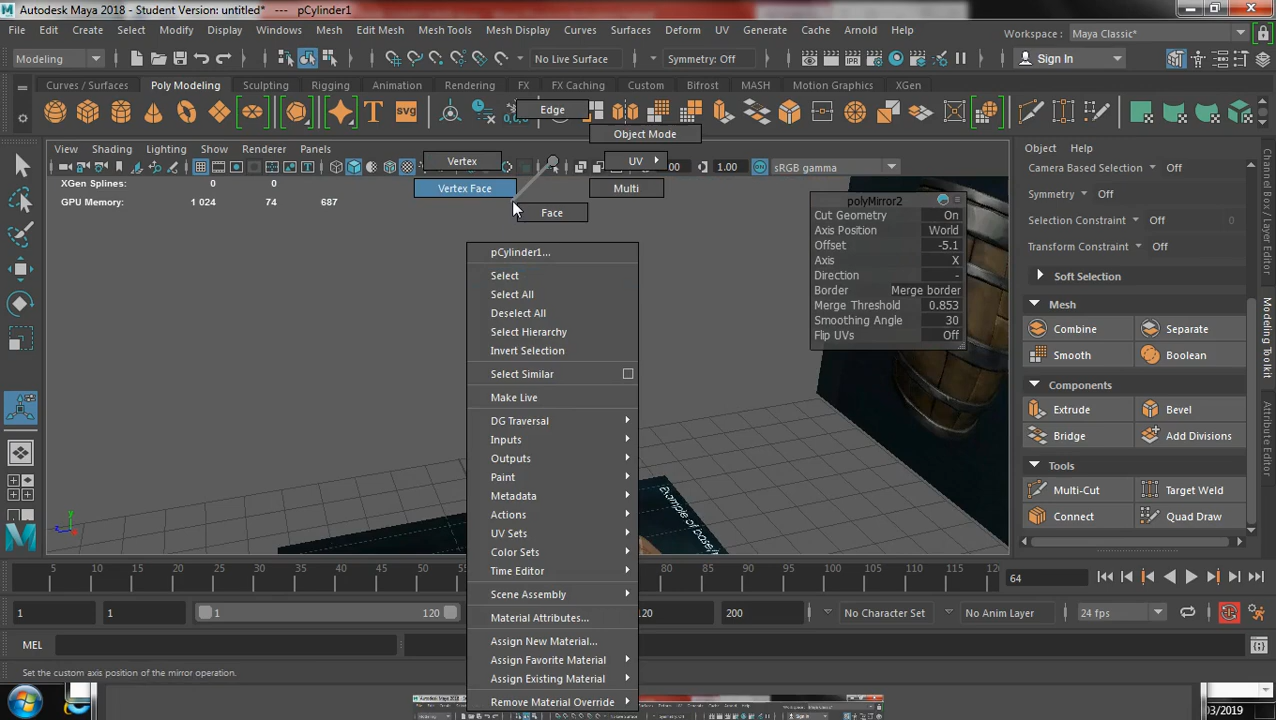 Autodesk Maya 2018 - Student Version: untitled* --- pCylinder1
File Edit Create Select Modify Display Windows Mesh Edit Mesh Mesh Tools Mesh Display Curves Surfaces Deform UV Generate Cache Arnold Help
Workspace : Maya Classic*
Modeling No Live Surface Symmetry: Off Sign In
Curves / Surfaces Poly Modeling Sculpting Rigging Animation FX FX Caching Custom Bifrost MASH XGen
Edge
Object Mode
View Shading Lighting Show Renderer Panels
Vertex UV
1.00 sRGB gamma
XGen Splines: 0 0
GPU Memory: 1 024 74 687
Vertex Face Multi
Face
pCylinder1...
Select
Select All
Deselect All
Select Hierarchy
Invert Selection
Select Similar
Make Live
DG Traversal
Inputs
Outputs
Paint
Metadata
Actions
UV Sets
Color Sets
Time Editor
Scene Assembly
Material Attributes...
Assign New Material...
Assign Favorite Material
Assign Existing Material
Remove Material Override
polyMirror2
Cut Geometry On
Axis Position World
Offset -5.1
Axis X
Direction -
Border Merge border
Merge Threshold 0.853
Smoothing Angle 30
Flip UVs Off
Object Help
Camera Based Selection Off
Symmetry Off
Selection Constraint Off 0
Transform Constraint Off
Soft Selection
Mesh
Combine Separate
Smooth Boolean
Components
Extrude Bevel
Bridge Add Divisions
Tools
Multi-Cut Target Weld
Connect Quad Draw
Modeling Toolkit
Attribute Editor
5 10 15 20 25 30 35 40 45 50 80 85 90 95 100 105 110 115 120
64
1 1 1 120 120 200 No Character Set No Anim Layer 24 fps
MEL
Set the custom axis position of the mirror operation.
03/2019